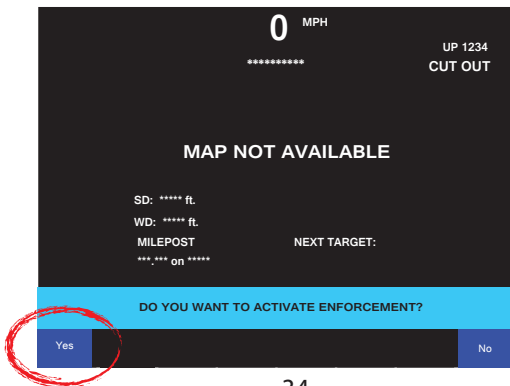 0 MPH
UP 1234
**********
CUT OUT
MAP NOT AVAILABLE
SD: ***** ft.
WD: ***** ft.
MILEPOST NEXT TARGET:
***.*** on *****
DO YOU WANT TO ACTIVATE ENFORCEMENT?
Yes No